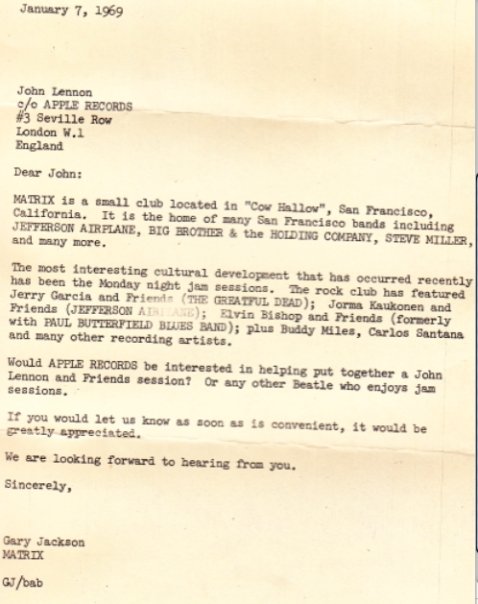 January 7, 1969
John Lennon
c/o APPLE RECORDS
#3 Seville Row
London W.1
England
Dear John:
MATRIX is a small club located in "Cow Hallow", San Francisco,
California. It is the home of many San Francisco bands including
JEFFERSON AIRPLANE, BIG BROTHER & the HOLDING COMPANY, STEVE MILLER,
and many more.
The most interesting cultural development that has occurred recently
has been the Monday night jam sessions. The rock club has featured
Jerry Garcia and Friends (THE GREATFUL DEAD); Jorma Kaukonen and
Friends (JEFFERSON AIRPLANE); Elvin Bishop and Friends (formerly
with PAUL BUTTERFIELD BLUES BAND); plus Buddy Miles, Carlos Santana
and many other recording artists.
Would APPLE RECORDS be interested in helping put together a John
Lennon and Friends session? Or any other Beatle who enjoys jam
sessions.
If you would let us know as soon as is convenient, it would be
greatly appreciated.
We are looking forward to hearing from you.
Sincerely,
Gary Jackson
MATRIX
GJ/bab